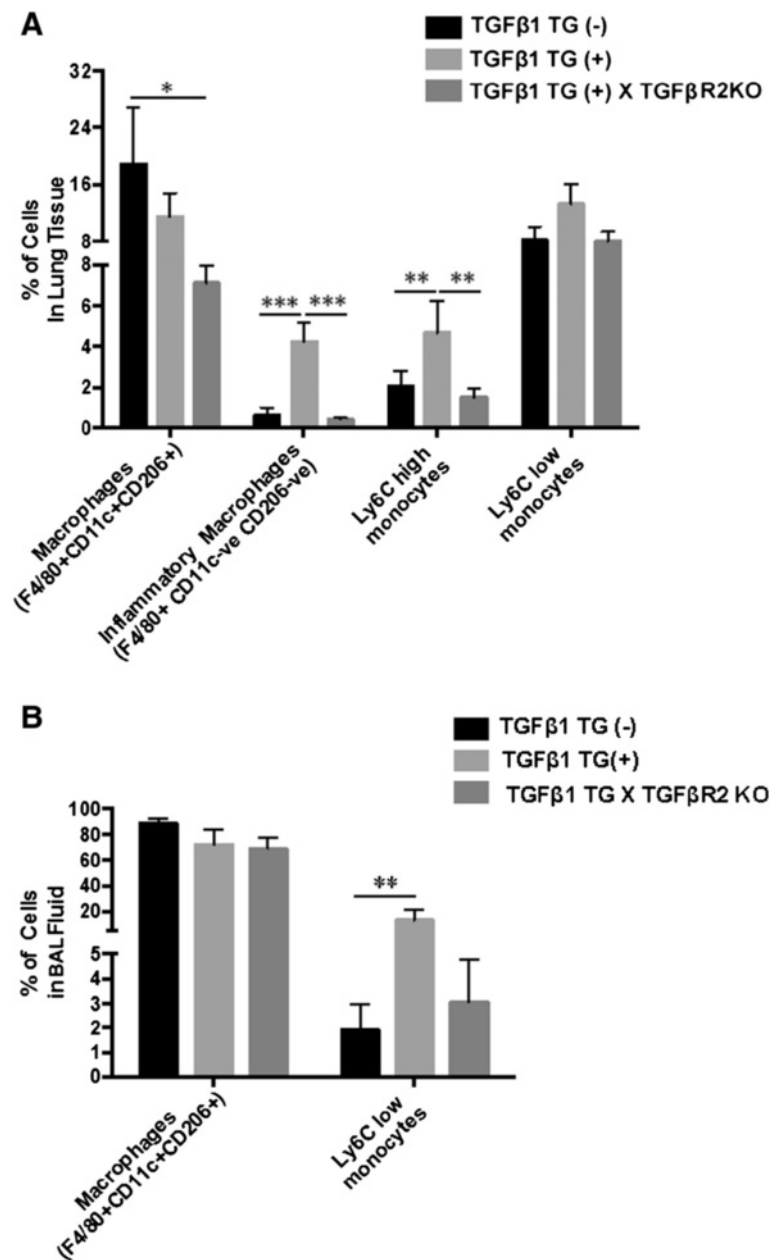 A
TGFβ1 TG (-)
TGFβ1 TG (+)
TGFβ1 TG (+) X TGFβR2KO
% of Cells
In Lung Tissue
32
24
16
8
8
6
4
2
0
*
***
***
**
**
Macrophages
(F4/80+CD11c+CD206+)
Inflammatory Macrophages
(F4/80+ CD11c-ve CD206-ve)
Ly6C high
monocytes
Ly6C low
monocytes
B
TGFβ1 TG (-)
TGFβ1 TG(+)
TGFβ1 TG X TGFβR2 KO
% of Cells
in BAL Fluid
100
80
60
40
20
5
4
3
2
1
0
**
Macrophages
(F4/80+CD11c+CD206+)
Ly6C low
monocytes